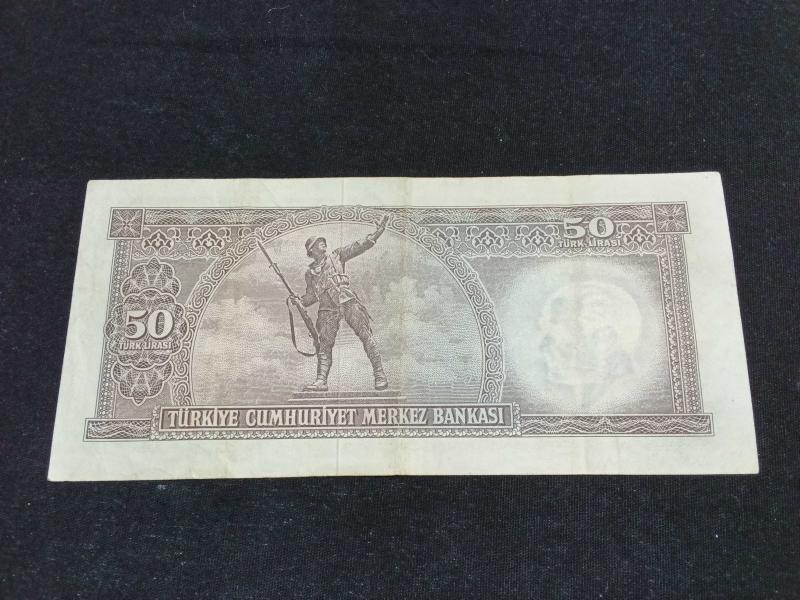 50
TÜRK LİRASI
50
TÜRK LİRASI
TÜRKİYE CUMHURİYET MERKEZ BANKASI